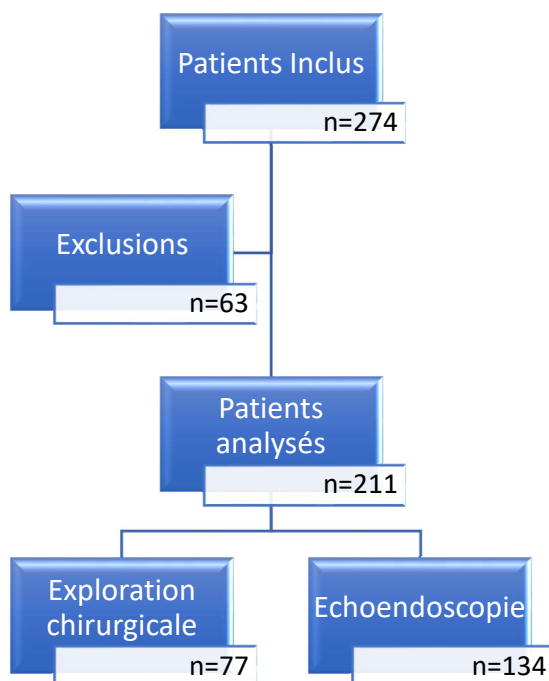 Patients Inclus
n=274
Exclusions
n=63
Patients
analysés
n=211
Exploration
chirurgicale
n=77
Echoendoscopie
n=134